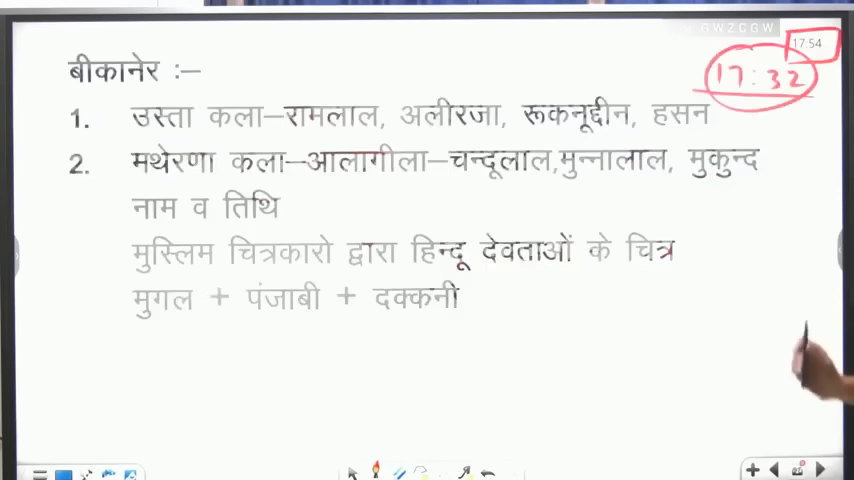 GWZCGW
17:54
17:32
बीकानेर :–
1. उस्ता कला–रामलाल, अलीरजा, रूकनूद्दीन, हसन
2. मथेरणा कला–आलागीला–चन्दूलाल,मुन्नालाल, मुकुन्द
नाम व तिथि
मुस्लिम चित्रकारो द्वारा हिन्दू देवताओं के चित्र
मुगल + पंजाबी + दक्कनी